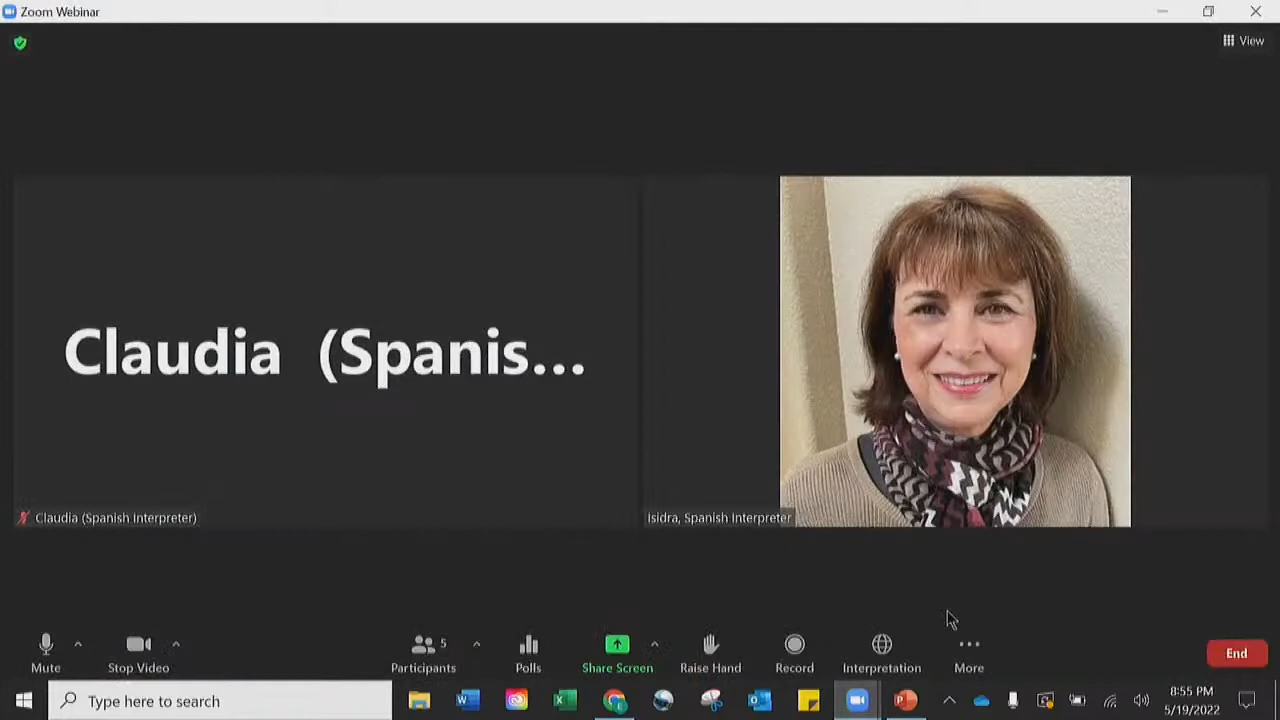 Zoom Webinar
View
Claudia (Spanis...
Claudia (Spanish Interpreter)
Isidra, Spanish Interpreter
5
Mute
Stop Video
Participants
Polls
Share Screen
Raise Hand
Record
Interpretation
More
End
Type here to search
8:55 PM
5/19/2022